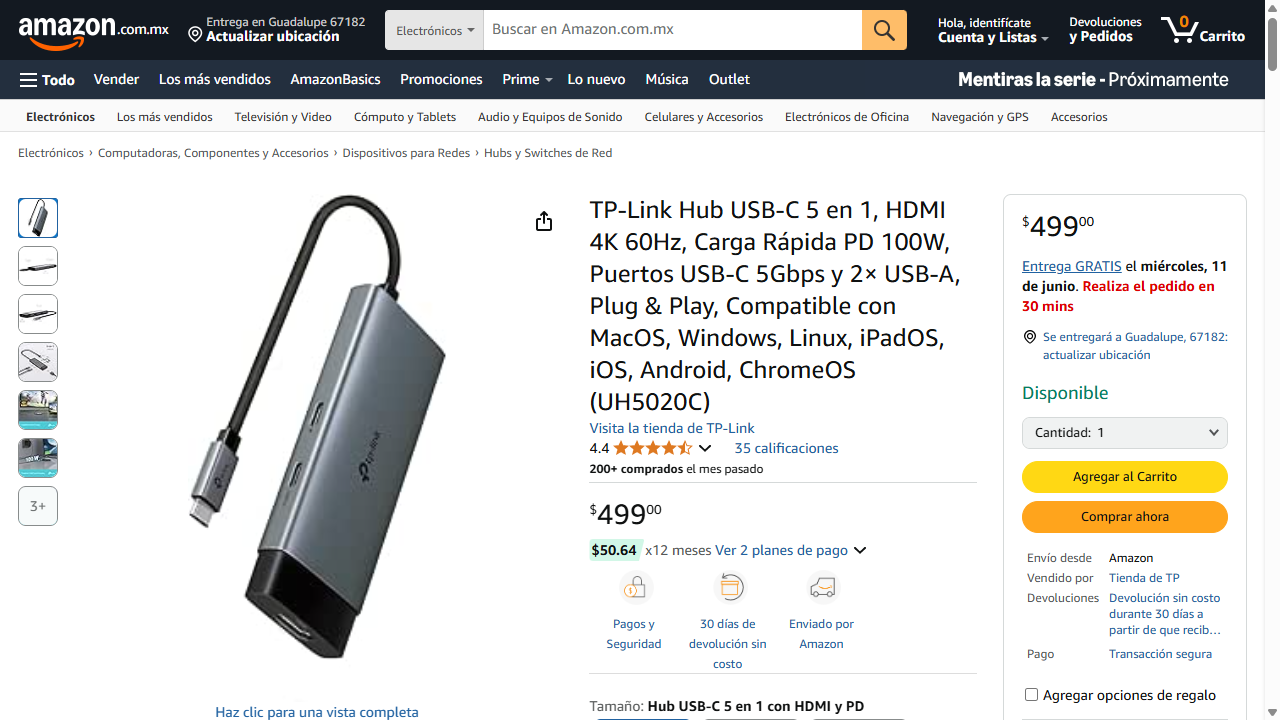 amazon.com.mx
Entrega en Guadalupe 67182
Actualizar ubicación
Electrónicos
Buscar en Amazon.com.mx
Hola, identifícate
Cuenta y Listas
Devoluciones
y Pedidos
0
Carrito
Todo
Vender
Los más vendidos
AmazonBasics
Promociones
Prime
Lo nuevo
Música
Outlet
Mentiras la serie - Próximamente
Electrónicos
Los más vendidos
Televisión y Video
Cómputo y Tablets
Audio y Equipos de Sonido
Celulares y Accesorios
Electrónicos de Oficina
Navegación y GPS
Accesorios
Electrónicos › Computadoras, Componentes y Accesorios › Dispositivos para Redes › Hubs y Switches de Red
3+
tp-link
Haz clic para una vista completa
TP-Link Hub USB-C 5 en 1, HDMI
4K 60Hz, Carga Rápida PD 100W,
Puertos USB-C 5Gbps y 2× USB-A,
Plug & Play, Compatible con
MacOS, Windows, Linux, iPadOS,
iOS, Android, ChromeOS
(UH5020C)
Visita la tienda de TP-Link
4.4
35 calificaciones
200+ comprados el mes pasado
$49900
$50.64 x12 meses Ver 2 planes de pago
Pagos y
Seguridad
30 días de
devolución sin
costo
Enviado por
Amazon
Tamaño: Hub USB-C 5 en 1 con HDMI y PD
$49900
Entrega GRATIS el miércoles, 11
de junio. Realiza el pedido en
30 mins
Se entregará a Guadalupe, 67182:
actualizar ubicación
Disponible
Cantidad: 1
Agregar al Carrito
Comprar ahora
Envío desde Amazon
Vendido por Tienda de TP
Devoluciones Devolución sin costo
durante 30 días a
partir de que recib…
Pago Transacción segura
Agregar opciones de regalo